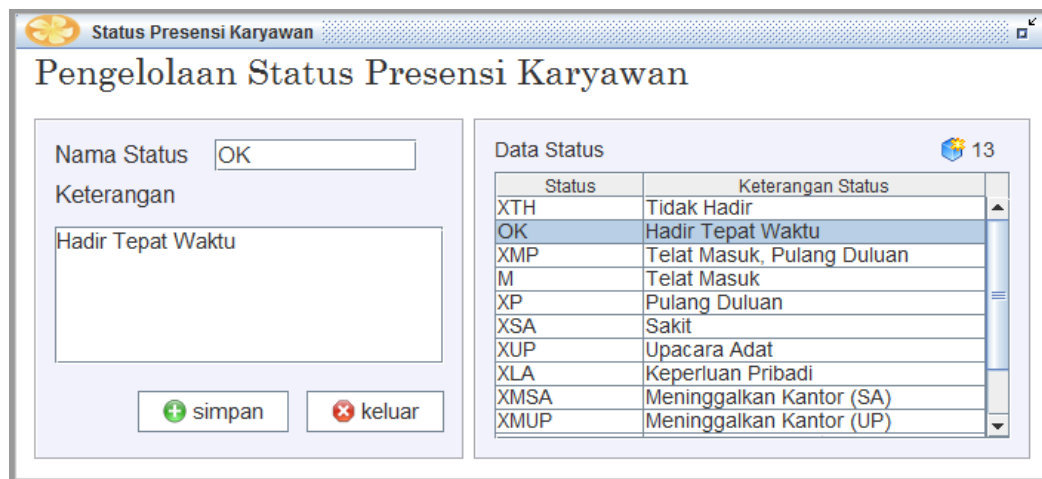 Status Presensi Karyawan
Pengelolaan Status Presensi Karyawan
Nama Status OK
Keterangan
Hadir Tepat Waktu
simpan keluar
Data Status 13
Status Keterangan Status
XTH Tidak Hadir
OK Hadir Tepat Waktu
XMP Telat Masuk, Pulang Duluan
M Telat Masuk
XP Pulang Duluan
XSA Sakit
XUP Upacara Adat
XLA Keperluan Pribadi
XMSA Meninggalkan Kantor (SA)
XMUP Meninggalkan Kantor (UP)